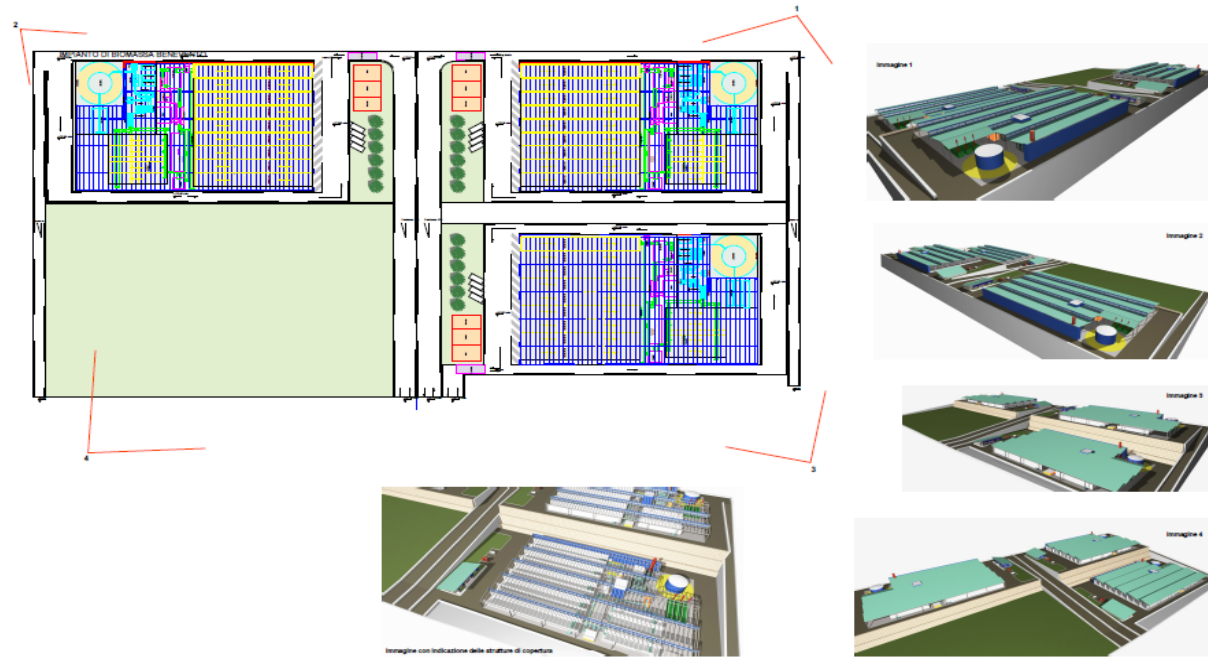 1
2
IMPIANTO DI BIOMASSA BENEVENTO
Immagine 1
Immagine 2
Immagine 3
4
3
Immagine 4
Immagine con indicazione delle strutture di copertura